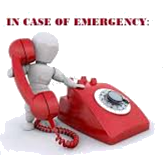 IN CASE OF EMERGENCY: